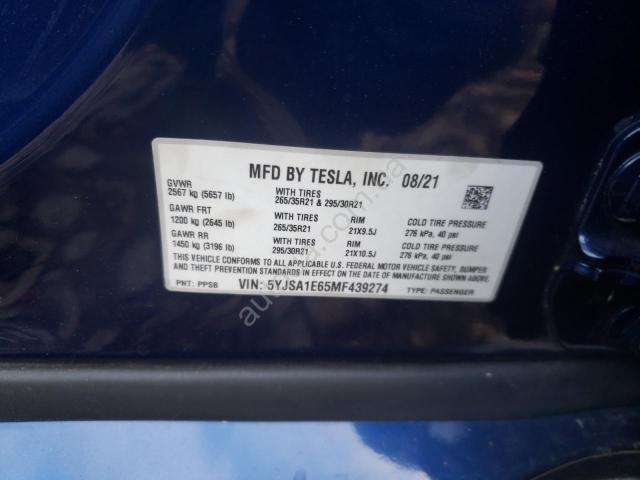 MFD BY TESLA, INC. 08/21
GVWR
2567 kg (5657 lb)
WITH TIRES
265/35R21 & 295/30R21
GAWR FRT
1200 kg (2645 lb)
WITH TIRES
265/35R21
RIM
21X9.5J
COLD TIRE PRESSURE
276 kPa, 40 psi
GAWR RR
1450 kg (3196 lb)
WITH TIRES
295/30R21
RIM
21X10.5J
COLD TIRE PRESSURE
276 kPa, 40 psi
THIS VEHICLE CONFORMS TO ALL APPLICABLE U.S. FEDERAL MOTOR VEHICLE SAFETY, BUMPER,
AND THEFT PREVENTION STANDARDS IN EFFECT ON THE DATE OF MANUFACTURE SHOWN ABOVE.
PNT: PPSB
VIN: 5YJSA1E65MF439274
TYPE: PASSENGER